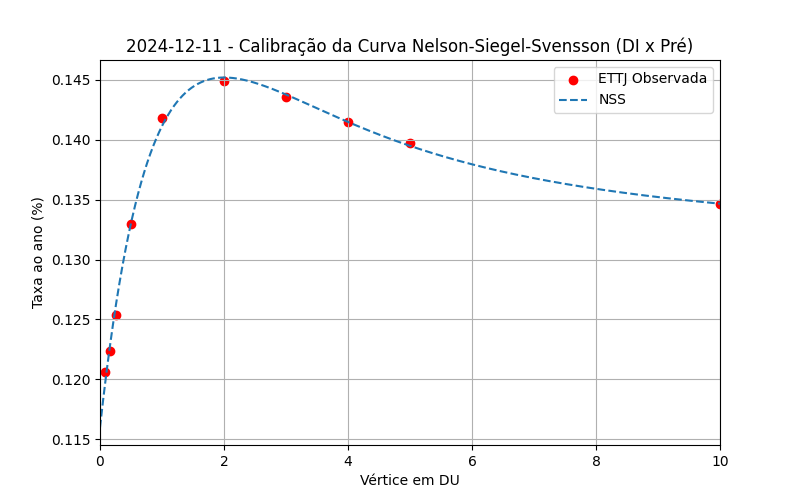 2024-12-11 - Calibração da Curva Nelson-Siegel-Svensson (DI x Pré)
ETTJ Observada
NSS
Taxa ao ano (%)
0.145
0.140
0.135
0.130
0.125
0.120
0.115
0 2 4 6 8 10
Vértice em DU